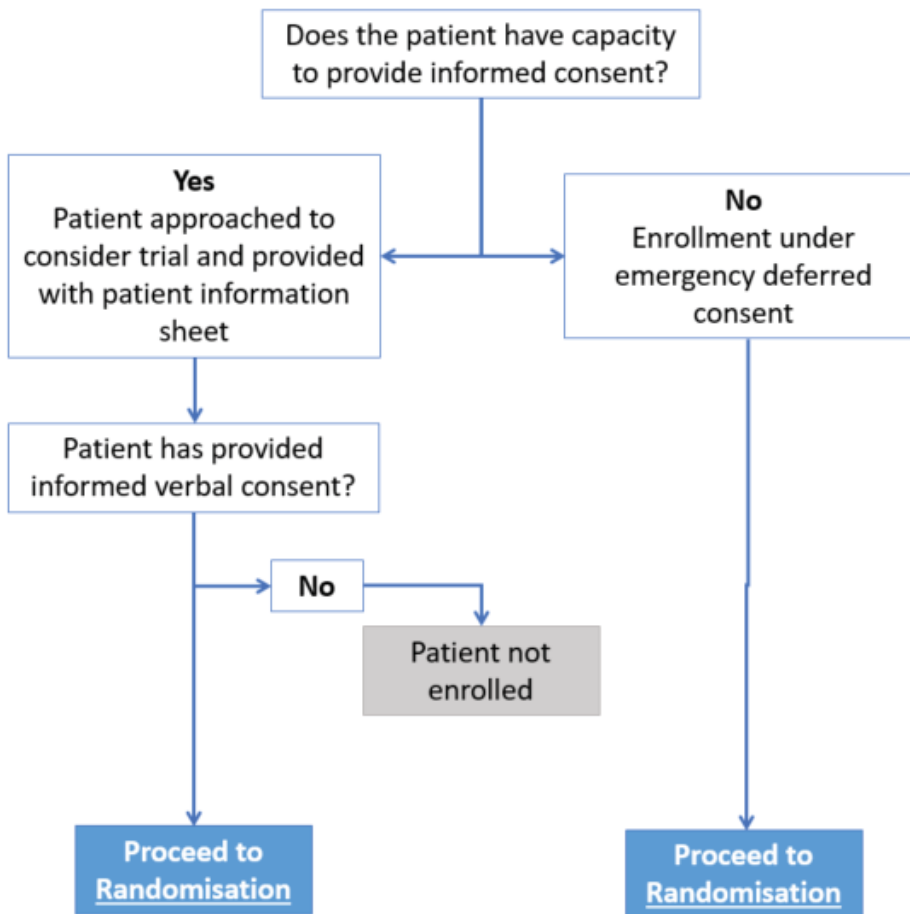 Does the patient have capacity
to provide informed consent?
Yes
Patient approached to
consider trial and provided
with patient information
sheet
No
Enrollment under
emergency deferred
consent
Patient has provided
informed verbal consent?
No
Patient not
enrolled
Proceed to
Randomisation
Proceed to
Randomisation